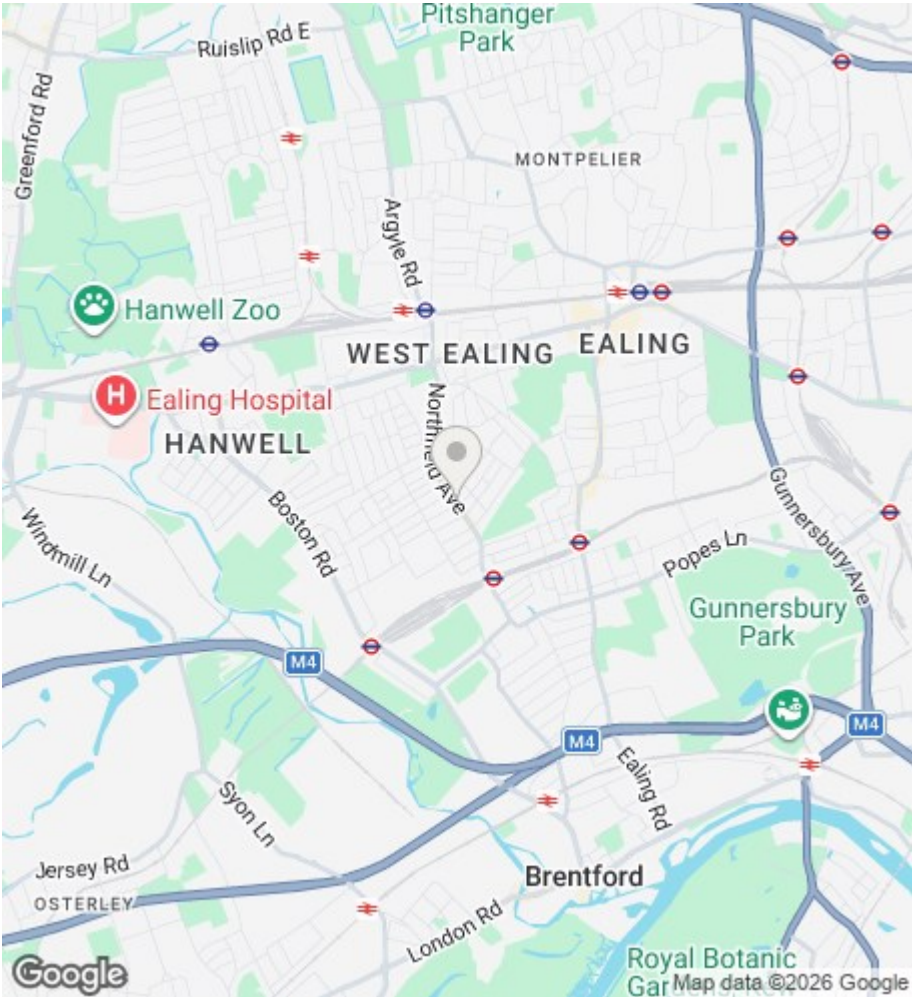 Pitshanger
Park
Ruislip Rd E
Greenford Rd
MONTPELIER
Argyle Rd
Hanwell Zoo
WEST EALING
EALING
H
Ealing Hospital
HANWELL
Northfield Ave
Boston Rd
Windmill Ln
Gunnersbury Ave
Popes Ln
Gunnersbury
Park
M4
M4
M4
Ealing Rd
Syon Ln
Jersey Rd
OSTERLEY
Brentford
London Rd
Royal Botanic
Google
Map data ©2026 Google